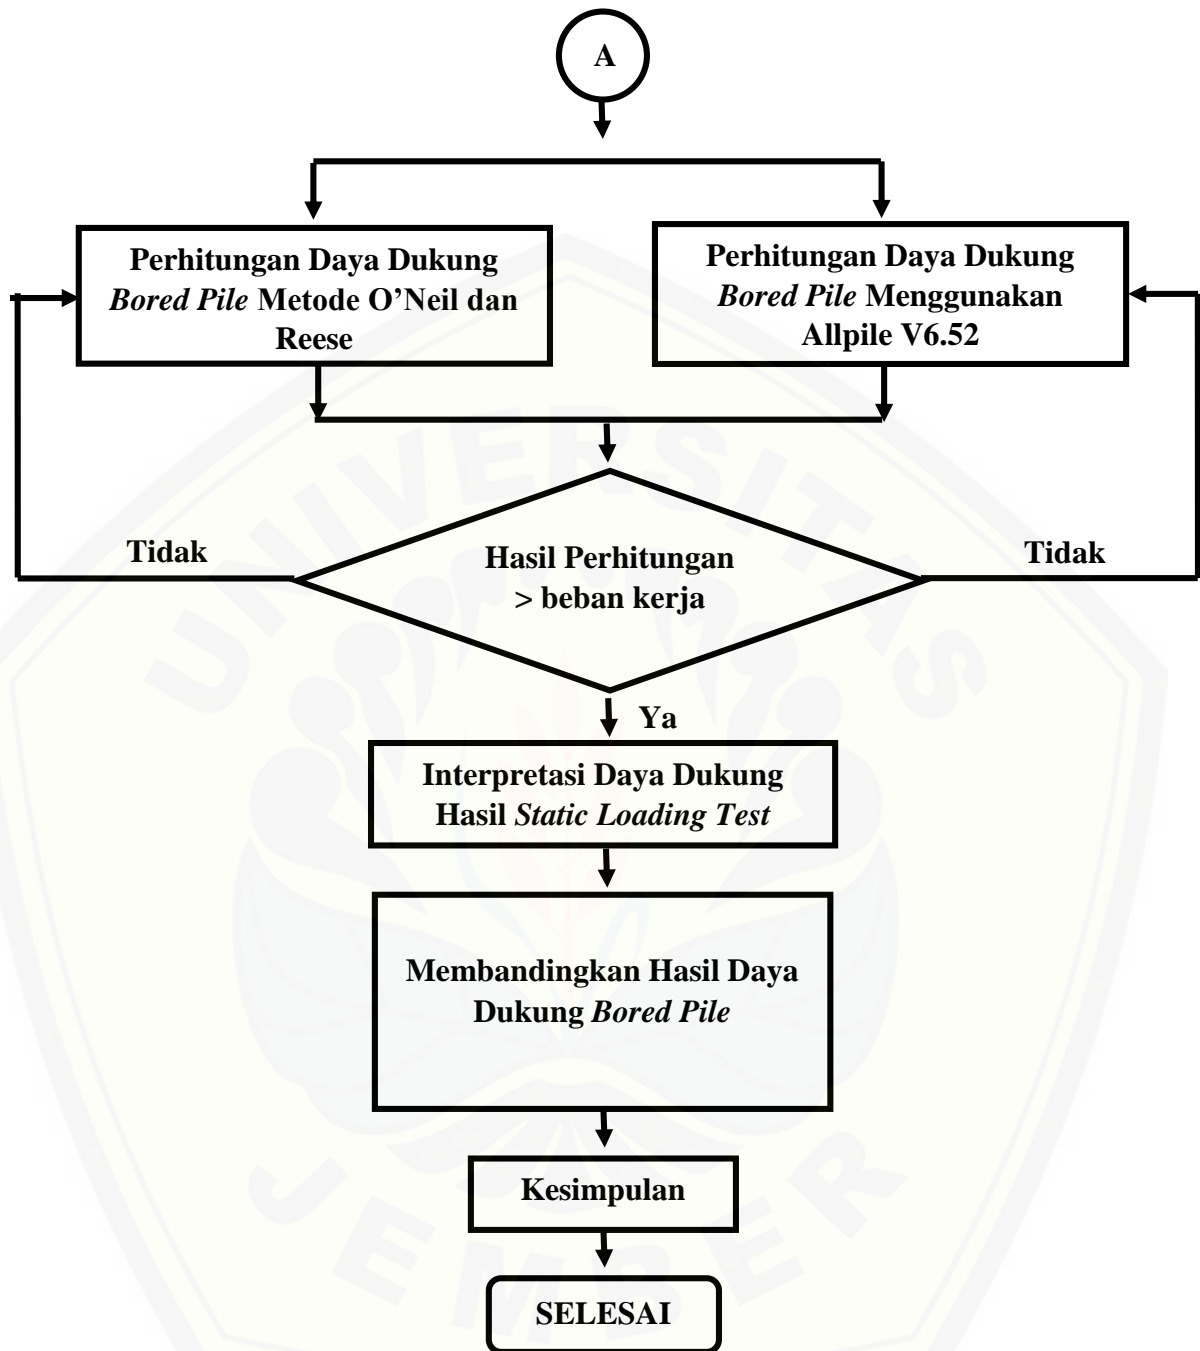 A
Perhitungan Daya Dukung
Bored Pile Metode O’Neil dan
Reese
Perhitungan Daya Dukung
Bored Pile Menggunakan
Allpile V6.52
Tidak
Hasil Perhitungan
> beban kerja
Tidak
Ya
Interpretasi Daya Dukung
Hasil Static Loading Test
Membandingkan Hasil Daya
Dukung Bored Pile
Kesimpulan
SELESAI
UNIVERSITAS
JEMBER